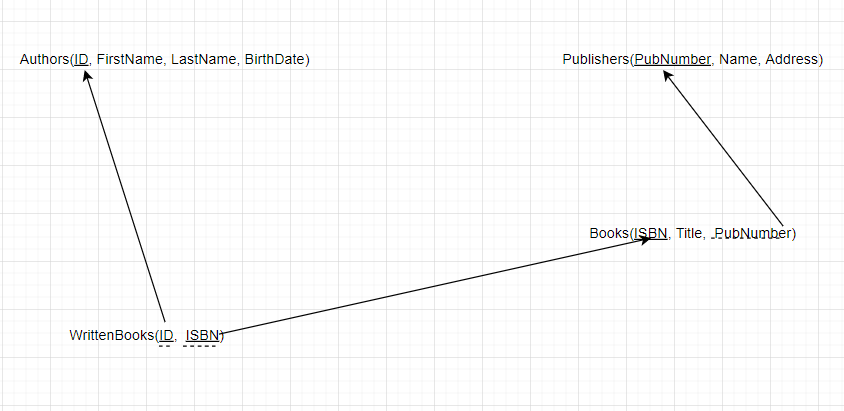 Authors(ID, FirstName, LastName, BirthDate)
Publishers(PubNumber, Name, Address)
Books(ISBN, Title, PubNumber)
WrittenBooks(ID, ISBN)